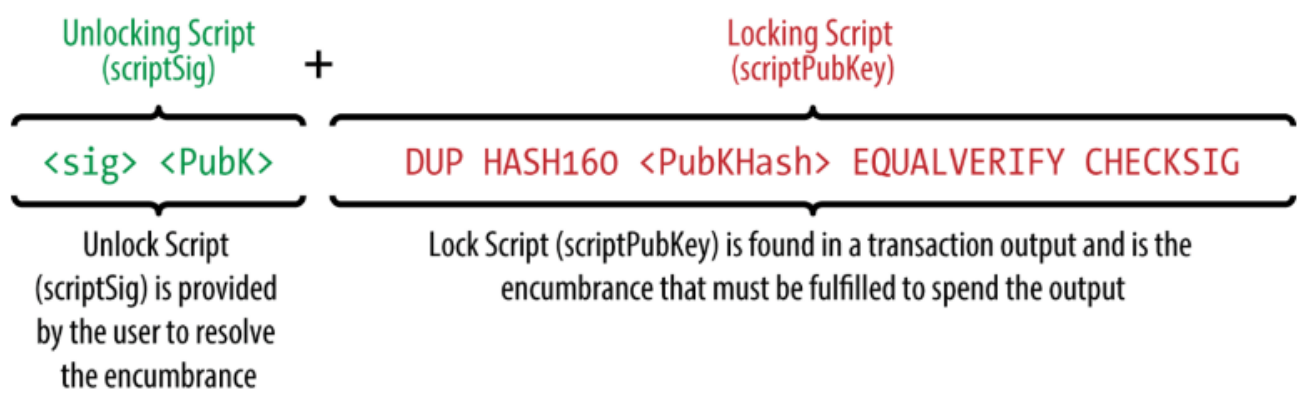 Unlocking Script
(scriptSig)
+
Locking Script
(scriptPubKey)
<sig> <PubK>
DUP HASH160 <PubKHash> EQUALVERIFY CHECKSIG
Unlock Script
(scriptSig) is provided
by the user to resolve
the encumbrance
Lock Script (scriptPubKey) is found in a transaction output and is the
encumbrance that must be fulfilled to spend the output